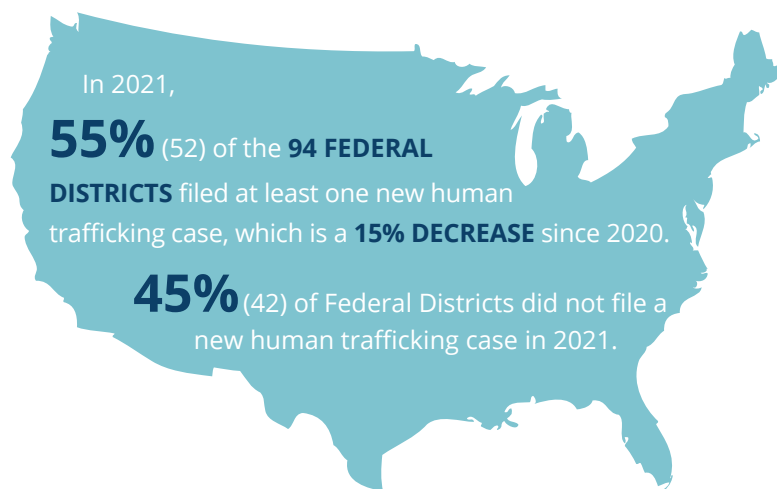 In 2021,
55% (52) of the 94 FEDERAL
DISTRICTS filed at least one new human
trafficking case, which is a 15% DECREASE since 2020.
45% (42) of Federal Districts did not file a
new human trafficking case in 2021.